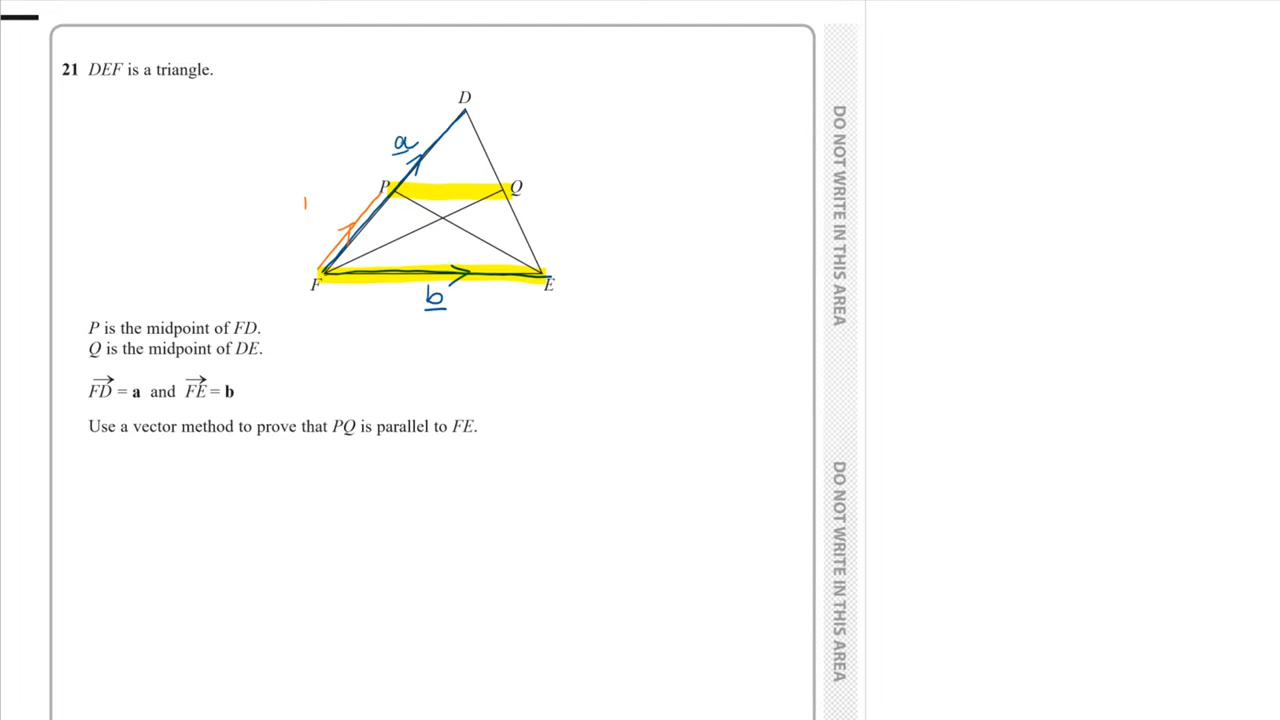 21 DEF is a triangle.
D
a
P
Q
F
b
E
P is the midpoint of FD.
Q is the midpoint of DE.
FD = a and FE = b
Use a vector method to prove that PQ is parallel to FE.
DO NOT WRITE IN THIS AREA
DO NOT WRITE IN THIS AREA